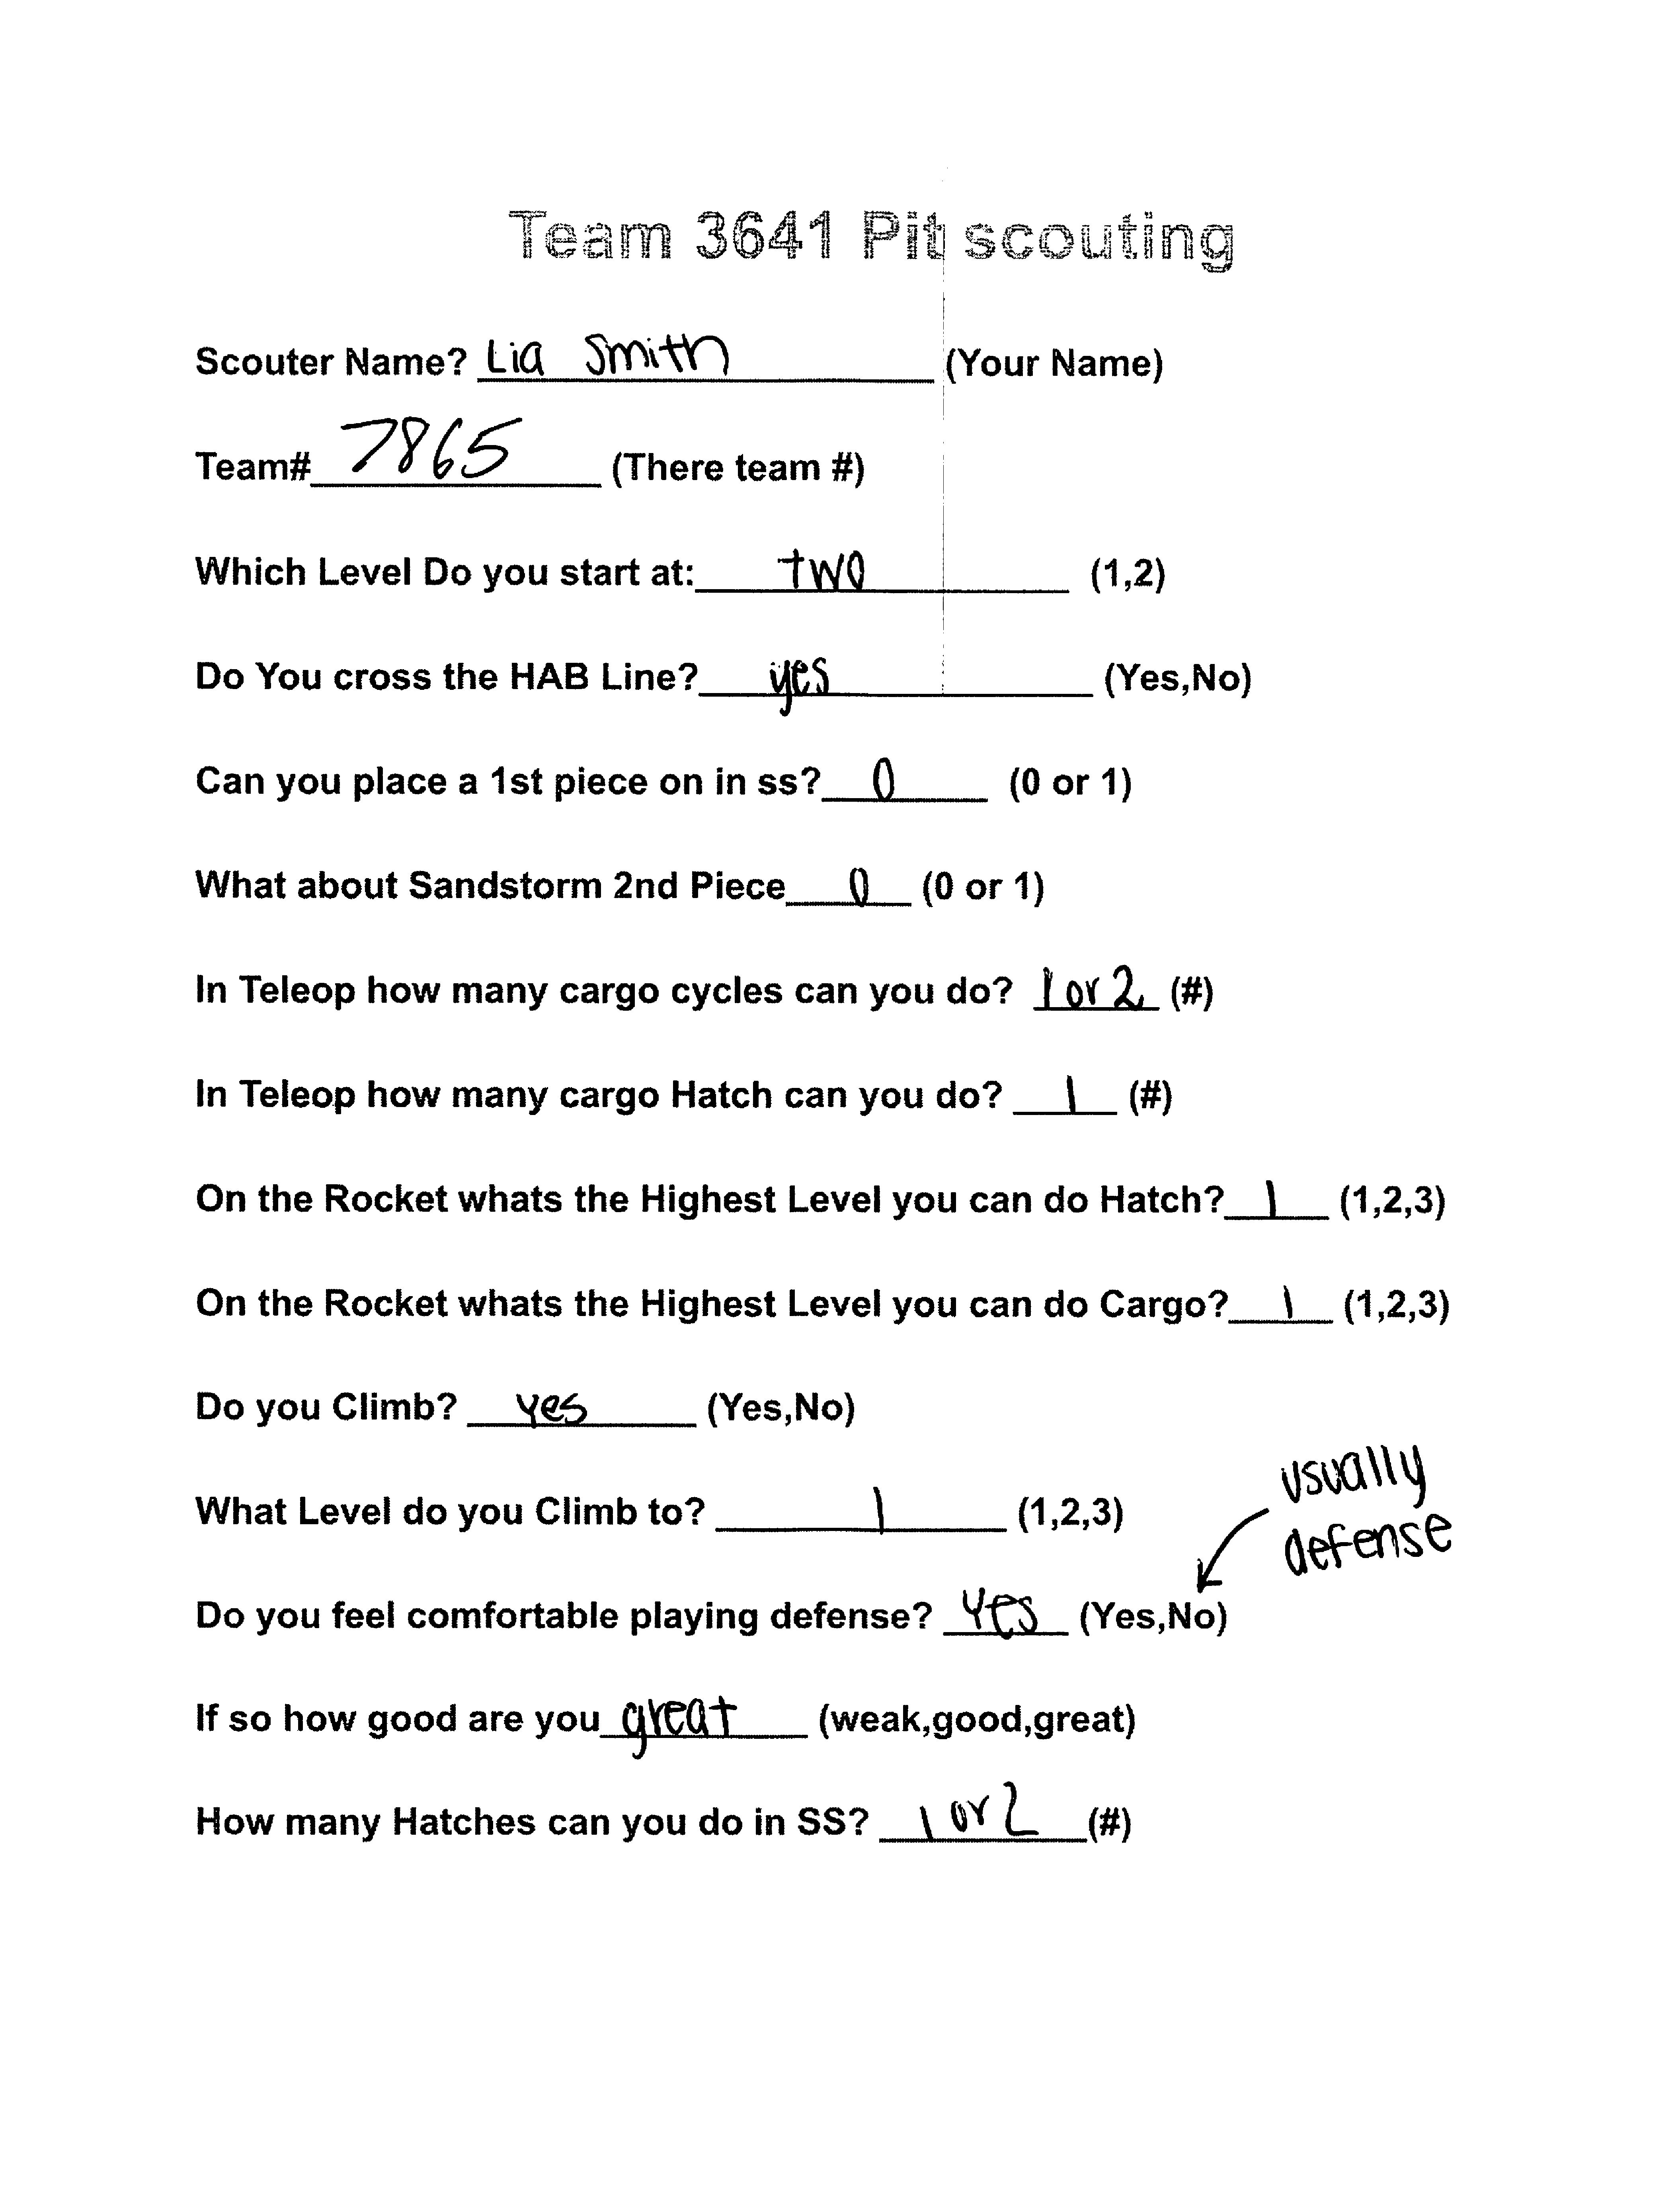 Team 3641 Pit scouting
Scouter Name? Lia Smith (Your Name)
Team# 7865 (There team #)
Which Level Do you start at: two (1,2)
Do You cross the HAB Line? yes (Yes,No)
Can you place a 1st piece on in ss? 0 (0 or 1)
What about Sandstorm 2nd Piece 0 (0 or 1)
In Teleop how many cargo cycles can you do? 1 or 2 (#)
In Teleop how many cargo Hatch can you do? 1 (#)
On the Rocket whats the Highest Level you can do Hatch? 1 (1,2,3)
On the Rocket whats the Highest Level you can do Cargo? 1 (1,2,3)
Do you Climb? yes (Yes,No)
What Level do you Climb to? 1 (1,2,3)
usually
defense
Do you feel comfortable playing defense? yes (Yes,No)
If so how good are you great (weak,good,great)
How many Hatches can you do in SS? 1 or 2 (#)